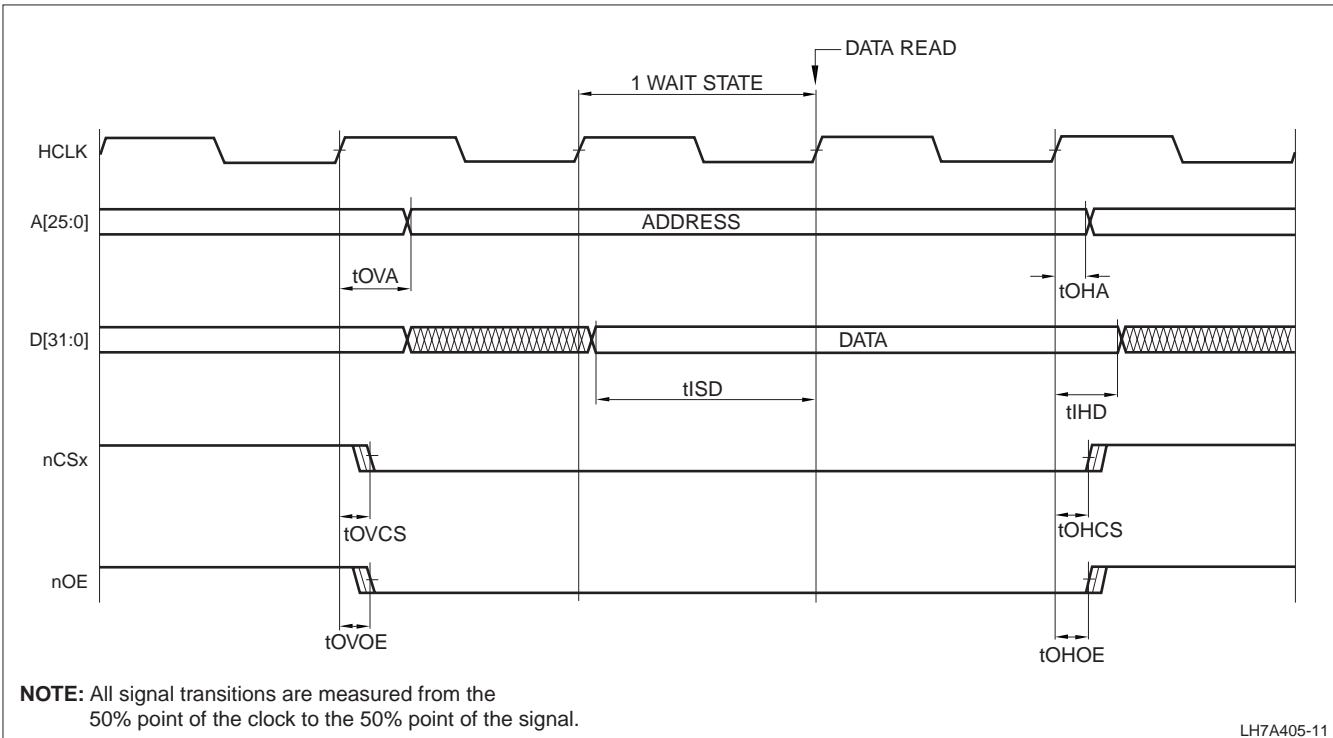 DATA READ
1 WAIT STATE
HCLK
A[25:0]
ADDRESS
tOVA
tOHA
D[31:0]
DATA
tISD
tIHD
nCSx
tOVCS
tOHCS
nOE
tOVOE
tOHOE
NOTE: All signal transitions are measured from the
50% point of the clock to the 50% point of the signal.
LH7A405-11